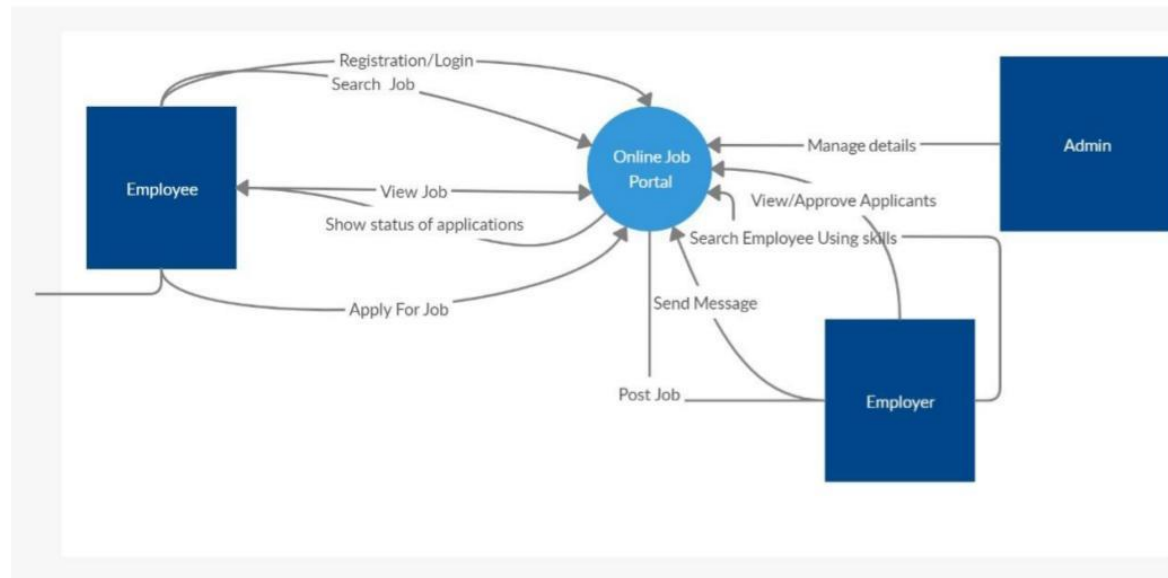 Registration/Login
Search Job
Employee
View Job
Show status of applications
Apply For Job
Online Job
Portal
Manage details
Admin
View/Approve Applicants
Search Employee Using skills
Send Message
Post Job
Employer